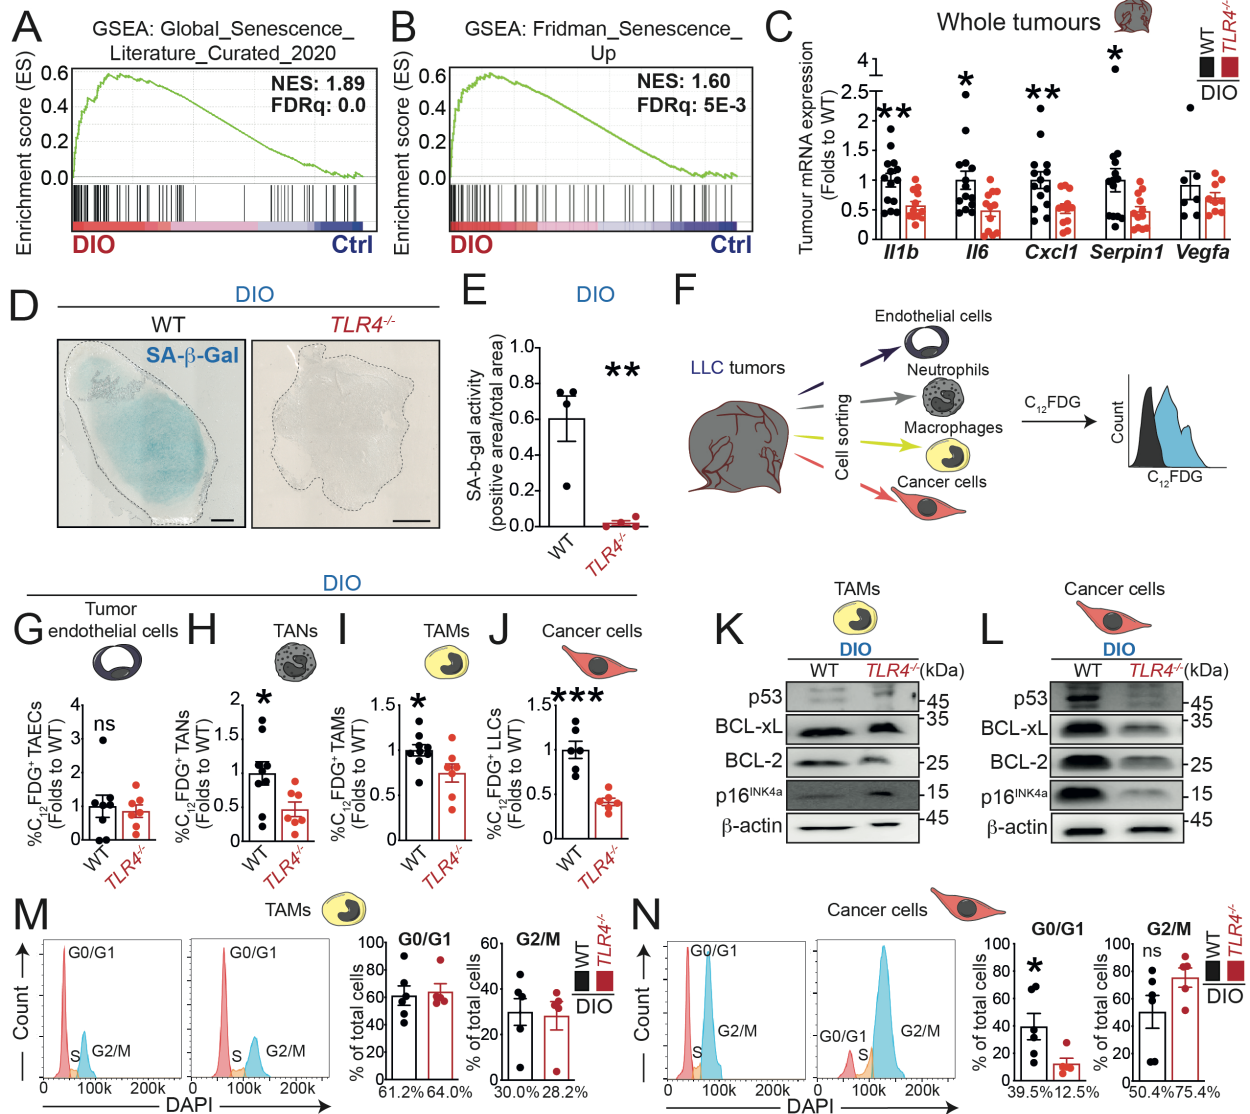 A
GSEA: Global_Senescence_
Literature_Curated_2020
Enrichment score (ES)
0.6
0.4
0.2
0.0
NES: 1.89
FDRq: 0.0
DIO
Ctrl
B
GSEA: Fridman_Senescence_
Up
Enrichment score (ES)
0.6
0.4
0.2
0.0
NES: 1.60
FDRq: 5E-3
DIO
Ctrl
C
Whole tumours
WT
TLR4-/-
DIO
Tumour mRNA expression
(Folds to WT)
4
2.5
2
1.5
1
0.5
0
**
*
**
*
Il1b
Il6
Cxcl1
Serpin1
Vegfa
D
DIO
WT
TLR4-/-
SA-β-Gal
E
DIO
SA-b-gal activity
(positive area/total area)
1.0
0.8
0.6
0.4
0.2
0.0
**
WT
TLR4-/-
F
LLC tumors
Cell sorting
Endothelial cells
Neutrophils
Macrophages
Cancer cells
C12FDG
Count
C12FDG
DIO
G
Tumor
endothelial cells
%C12FDG+ TAECs
(Folds to WT)
4
3
2
1
0
ns
WT
TLR4-/-
H
TANs
%C12FDG+ TANs
(Folds to WT)
2
1.5
1
0.5
0
*
WT
TLR4-/-
I
TAMs
%C12FDG+ TAMs
(Folds to WT)
1.5
1
0.5
0
*
WT
TLR4-/-
J
Cancer cells
%C12FDG+ LLCs
(Folds to WT)
1.5
1
0.5
0
***
WT
TLR4-/-
K
TAMs
DIO
WT
TLR4-/-
(kDa)
p53
-45
BCL-xL
-35
BCL-2
-25
p16INK4a
-15
β-actin
-45
L
Cancer cells
DIO
WT
TLR4-/-
(kDa)
p53
-45
BCL-xL
-35
BCL-2
-25
p16INK4a
-15
β-actin
-45
M
TAMs
Count
G0/G1
S
G2/M
0
100k
200k
G0/G1
S
G2/M
0
100k
200k
DAPI
G0/G1
% of total cells
100
80
60
40
20
0
61.2%
64.0%
G2/M
% of total cells
60
40
20
0
30.0%
28.2%
WT
TLR4-/-
DIO
N
Cancer cells
Count
G0/G1
S
G2/M
0
100k
200k
G0/G1
S
G2/M
0
100k
200k
DAPI
G0/G1
% of total cells
100
80
60
40
20
0
*
39.5%
12.5%
G2/M
% of total cells
100
80
60
40
20
0
ns
50.4%
75.4%
WT
TLR4-/-
DIO